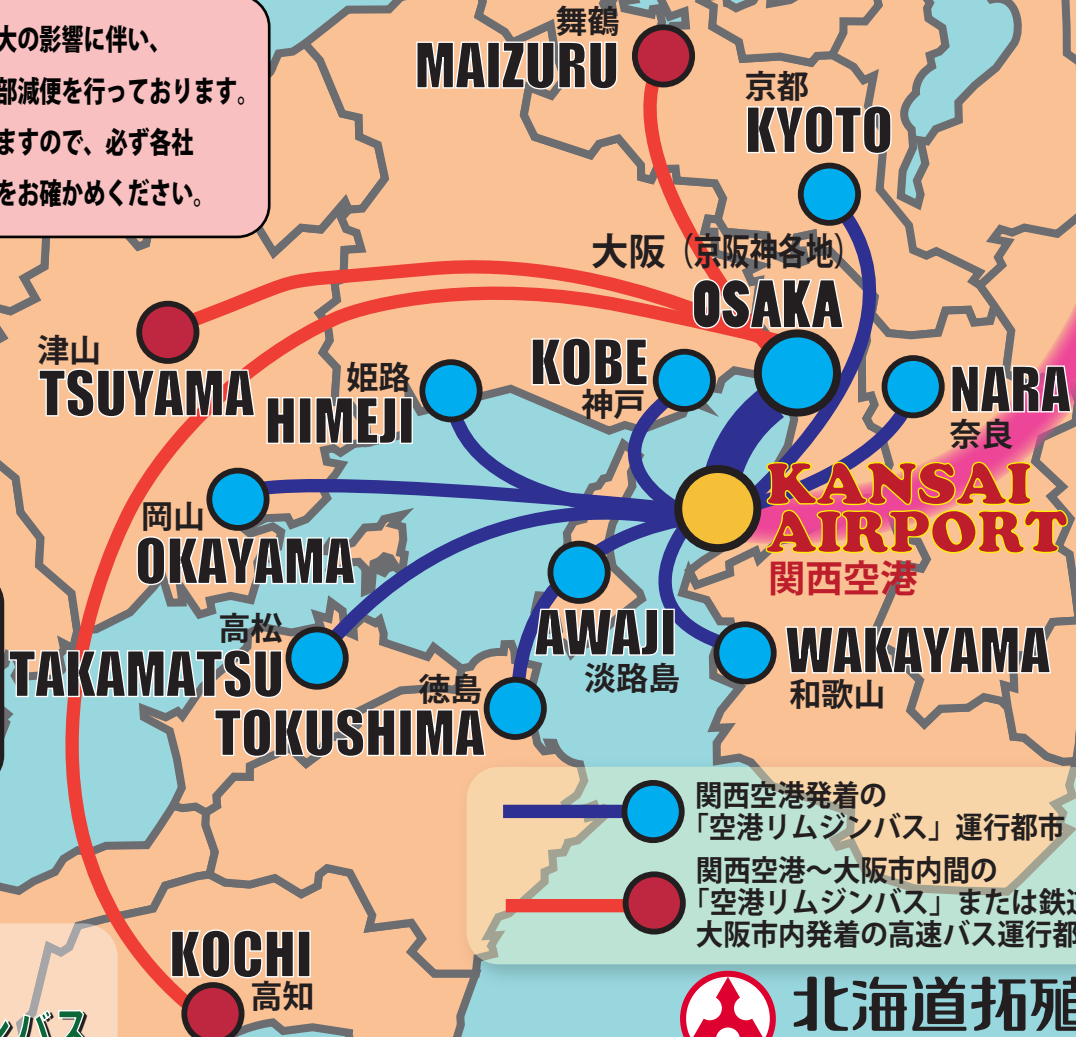 大の影響に伴い、
部減便を行っております。
ますので、必ず各社
をお確かめください。
舞鶴
MAIZURU
京都
KYOTO
大阪（京阪神各地）
OSAKA
津山
TSUYAMA
姫路
HIMEJI
KOBE
神戸
NARA
奈良
KANSAI
AIRPORT
関西空港
岡山
OKAYAMA
AWAJI
淡路島
高松
TAKAMATSU
徳島
TOKUSHIMA
WAKAYAMA
和歌山
関西空港発着の
「空港リムジンバス」運行都市
関西空港～大阪市内間の
「空港リムジンバス」または鉄道
大阪市内発着の高速バス運行都
KOCHI
高知
ンバス
北海道拓殖